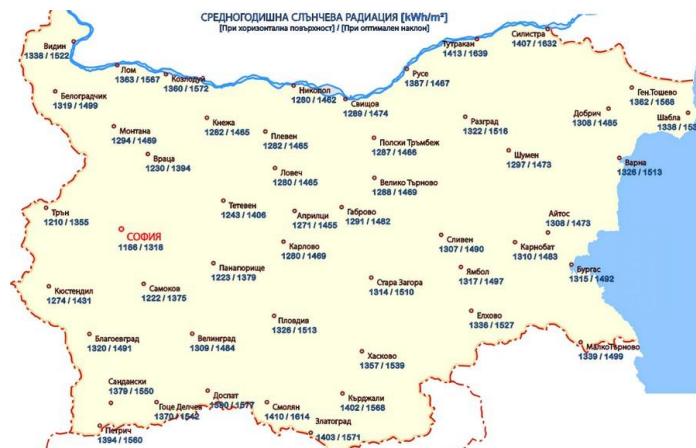 СРЕДНОГОДИШНА СЛЪНЧЕВА РАДИАЦИЯ [kWh/m²]
[При хоризонтална повърхност] / [При оптимален наклон]
Видин
1338 / 1522
Лом
1363 / 1567
Козлодуй
1360 / 1572
Никопол
1280 / 1462
Свищов
1289 / 1474
Русе
1387 / 1467
Тутракан
1413 / 1639
Силистра
1407 / 1632
Белоградчик
1319 / 1499
Монтана
1294 / 1469
Враца
1230 / 1394
Кнежа
1282 / 1465
Плевен
1282 / 1465
Полски Тръмбеж
1287 / 1466
Разград
1322 / 1516
Добрич
1308 / 1485
Ген.Тошево
1362 / 1568
Шабла
Шумен
1297 / 1473
Варна
1326 / 1513
Ловеч
1280 / 1465
Велико Търново
1288 / 1469
Трън
1210 / 1355
СОФИЯ
1186 / 1318
Тетевен
1243 / 1406
Априлци
1271 / 1455
Габрово
1291 / 1482
Карлово
1280 / 1469
Сливен
1307 / 1490
Карнобат
1310 / 1483
Айтос
1308 / 1473
Бургас
1315 / 1492
Кюстендил
1274 / 1431
Самоков
1222 / 1375
Панагюрище
1223 / 1379
Стара Загора
1314 / 1510
Ямбол
1317 / 1497
Елхово
1336 / 1527
Малко Търново
1339 / 1499
Благоевград
1320 / 1491
Велинград
1309 / 1484
Пловдив
1326 / 1513
Хасково
1357 / 1539
Сандански
1379 / 1550
Гоце Делчев
1370 / 1542
Доспат
1390 / 1577
Смолян
1410 / 1614
Кърджали
1402 / 1568
Златоград
1403 / 1571
Петрич
1394 / 1560